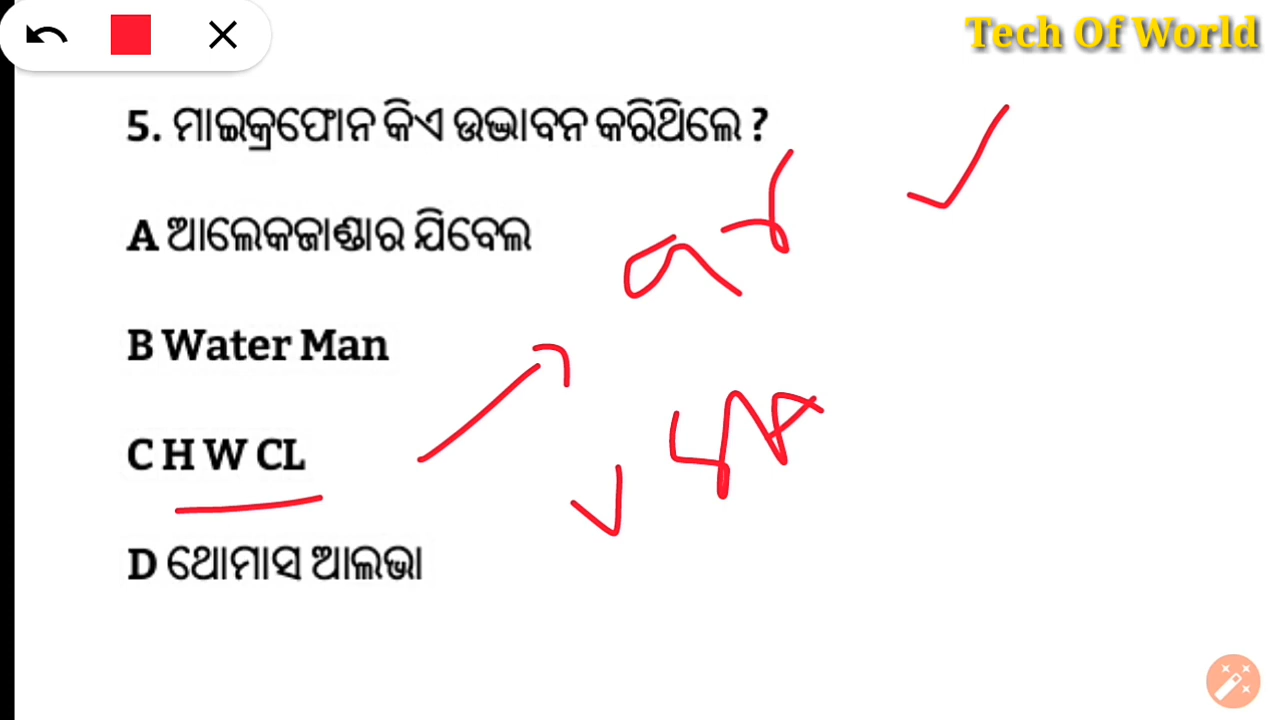 Tech Of World
5. ମାଇକ୍ରଫୋନ କିଏ ଉଦ୍ଭାବନ କରିଥିଲେ ?
A ଆଲେକଜାଣ୍ଡାର ଯିବେଲ
B Water Man
C H W CL
D ଥୋମାସ ଆଲଭା